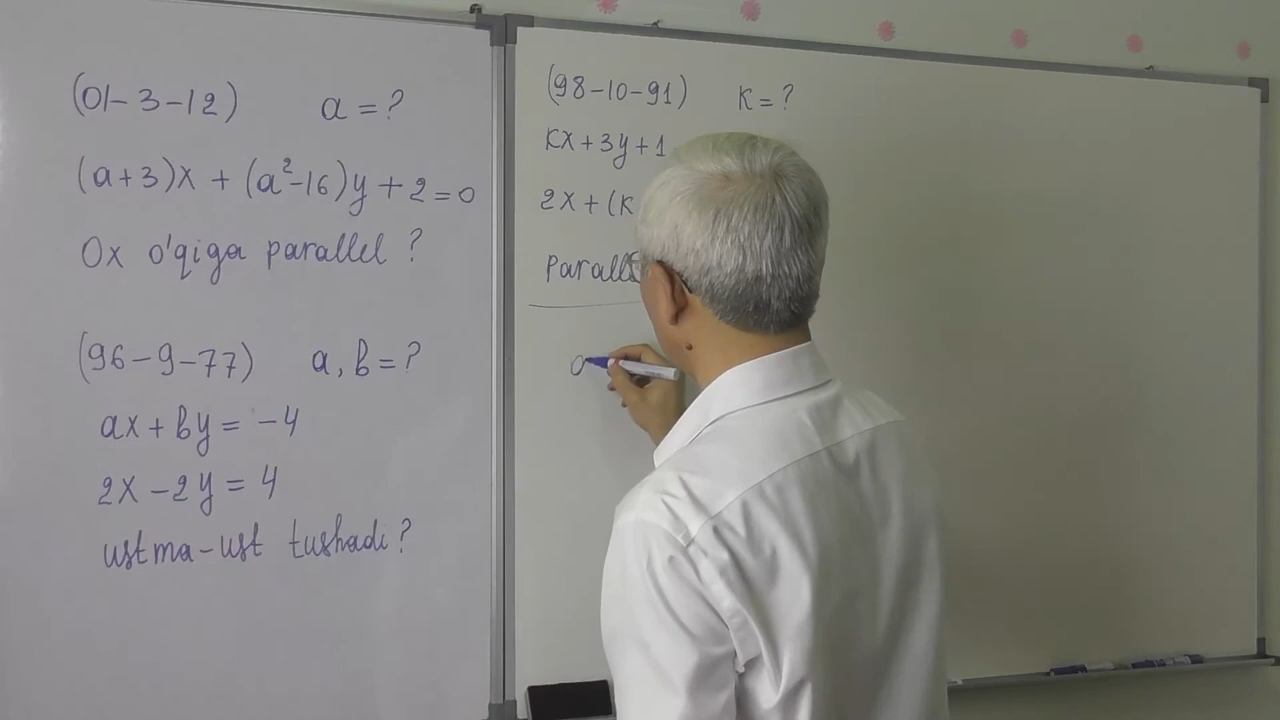 (01-3-12) a = ?
(a+3)x + (a²-16)y + 2 = 0
Ox o'qiga parallel ?
(96-9-77) a, b = ?
ax + by = -4
2x - 2y = 4
ustma-ust tushadi ?
(98-10-91) K = ?
Kx + 3y + 1
2x + (K